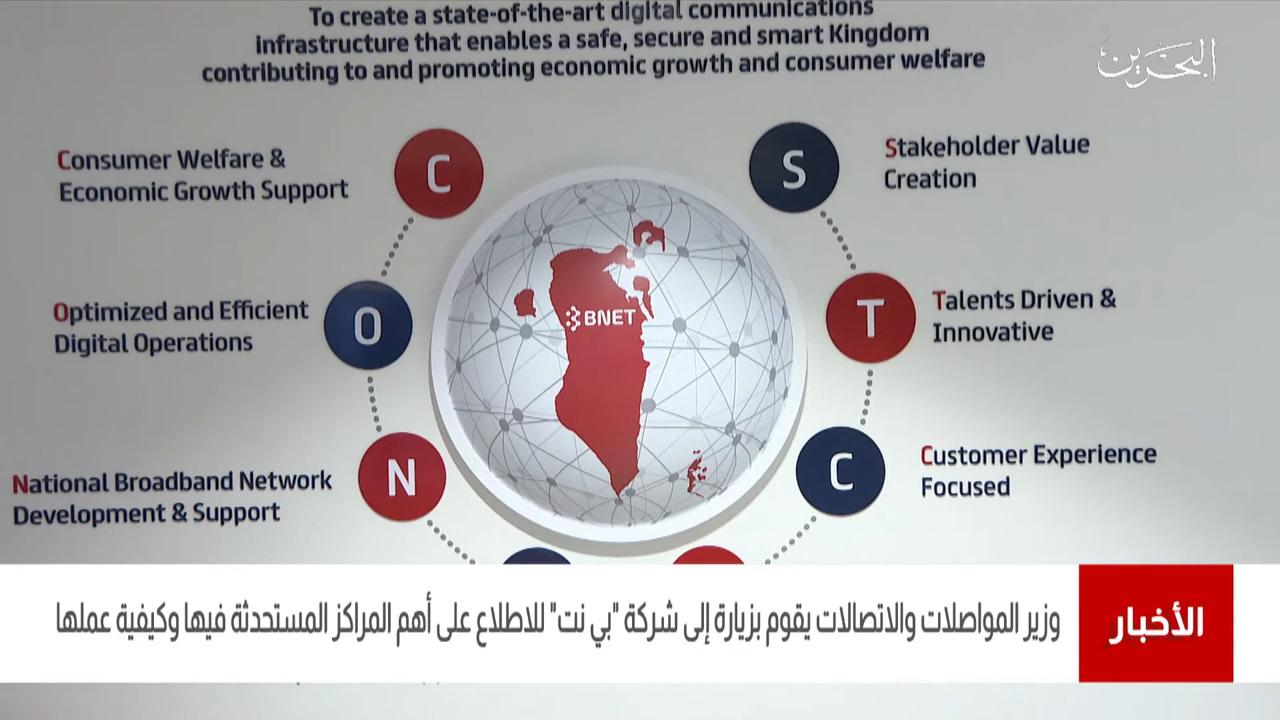 To create a state-of-the-art digital communications
infrastructure that enables a safe, secure and smart Kingdom
contributing to and promoting economic growth and consumer welfare
البحرين
C
Consumer Welfare &
Economic Growth Support
S
Stakeholder Value
Creation
O
Optimized and Efficient
Digital Operations
BNET
T
Talents Driven &
Innovative
N
National Broadband Network
Development & Support
C
Customer Experience
Focused
الأخبار
وزير المواصلات والاتصالات يقوم بزيارة إلى شركة "بي نت" للاطلاع على أهم المراكز المستحدثة فيها وكيفية عملها